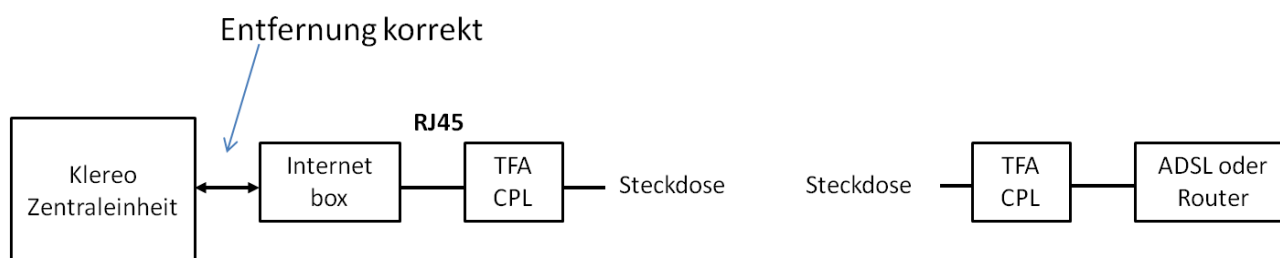 Entfernung korrekt
RJ45
Klereo
Zentraleinheit
Internet
box
TFA
CPL
Steckdose
Steckdose
TFA
CPL
ADSL oder
Router